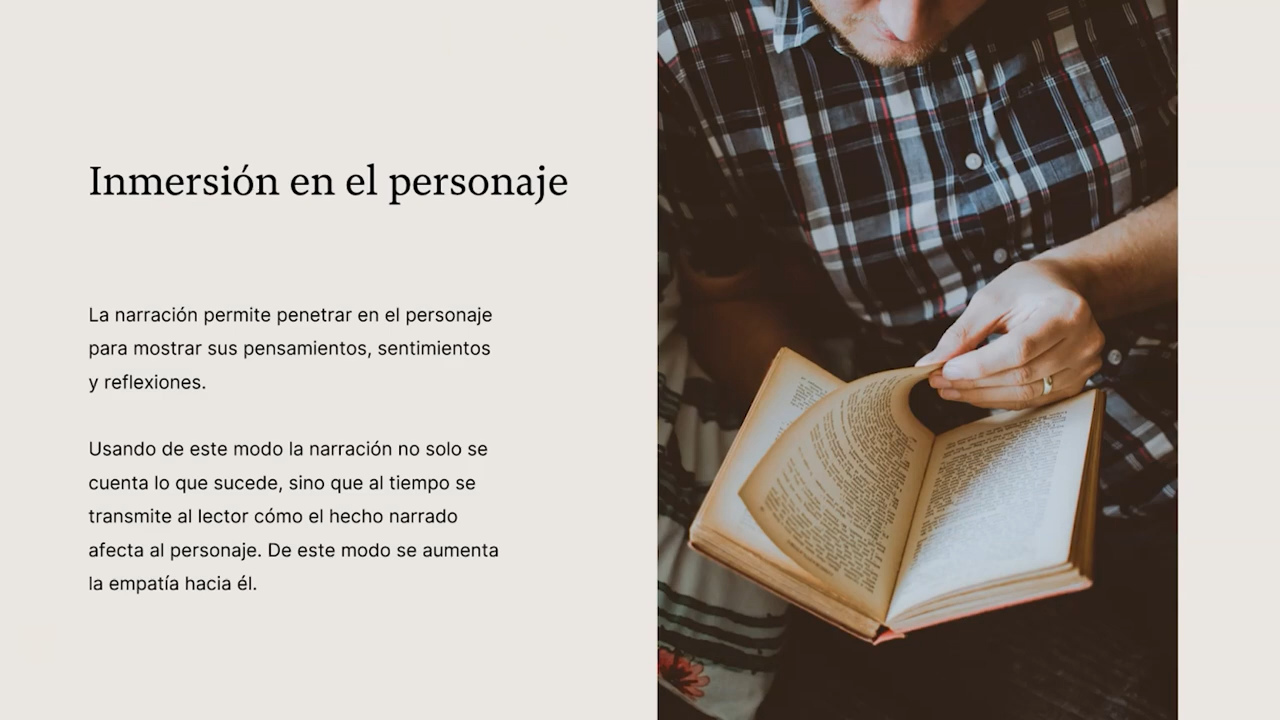 Inmersión en el personaje
La narración permite penetrar en el personaje
para mostrar sus pensamientos, sentimientos
y reflexiones.
Usando de este modo la narración no solo se
cuenta lo que sucede, sino que al tiempo se
transmite al lector cómo el hecho narrado
afecta al personaje. De este modo se aumenta
la empatía hacia él.